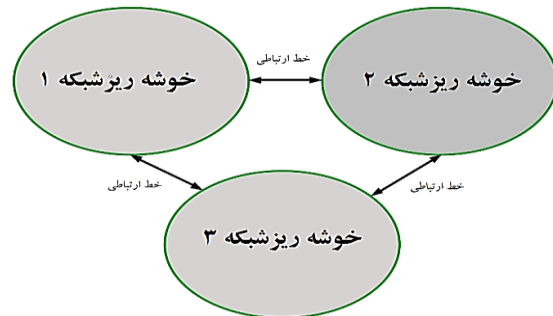 خط ارتباطی
خوشه ریزشبکه ۱
خوشه ریزشبکه ۲
خط ارتباطی
خط ارتباطی
خوشه ریزشبکه ۳